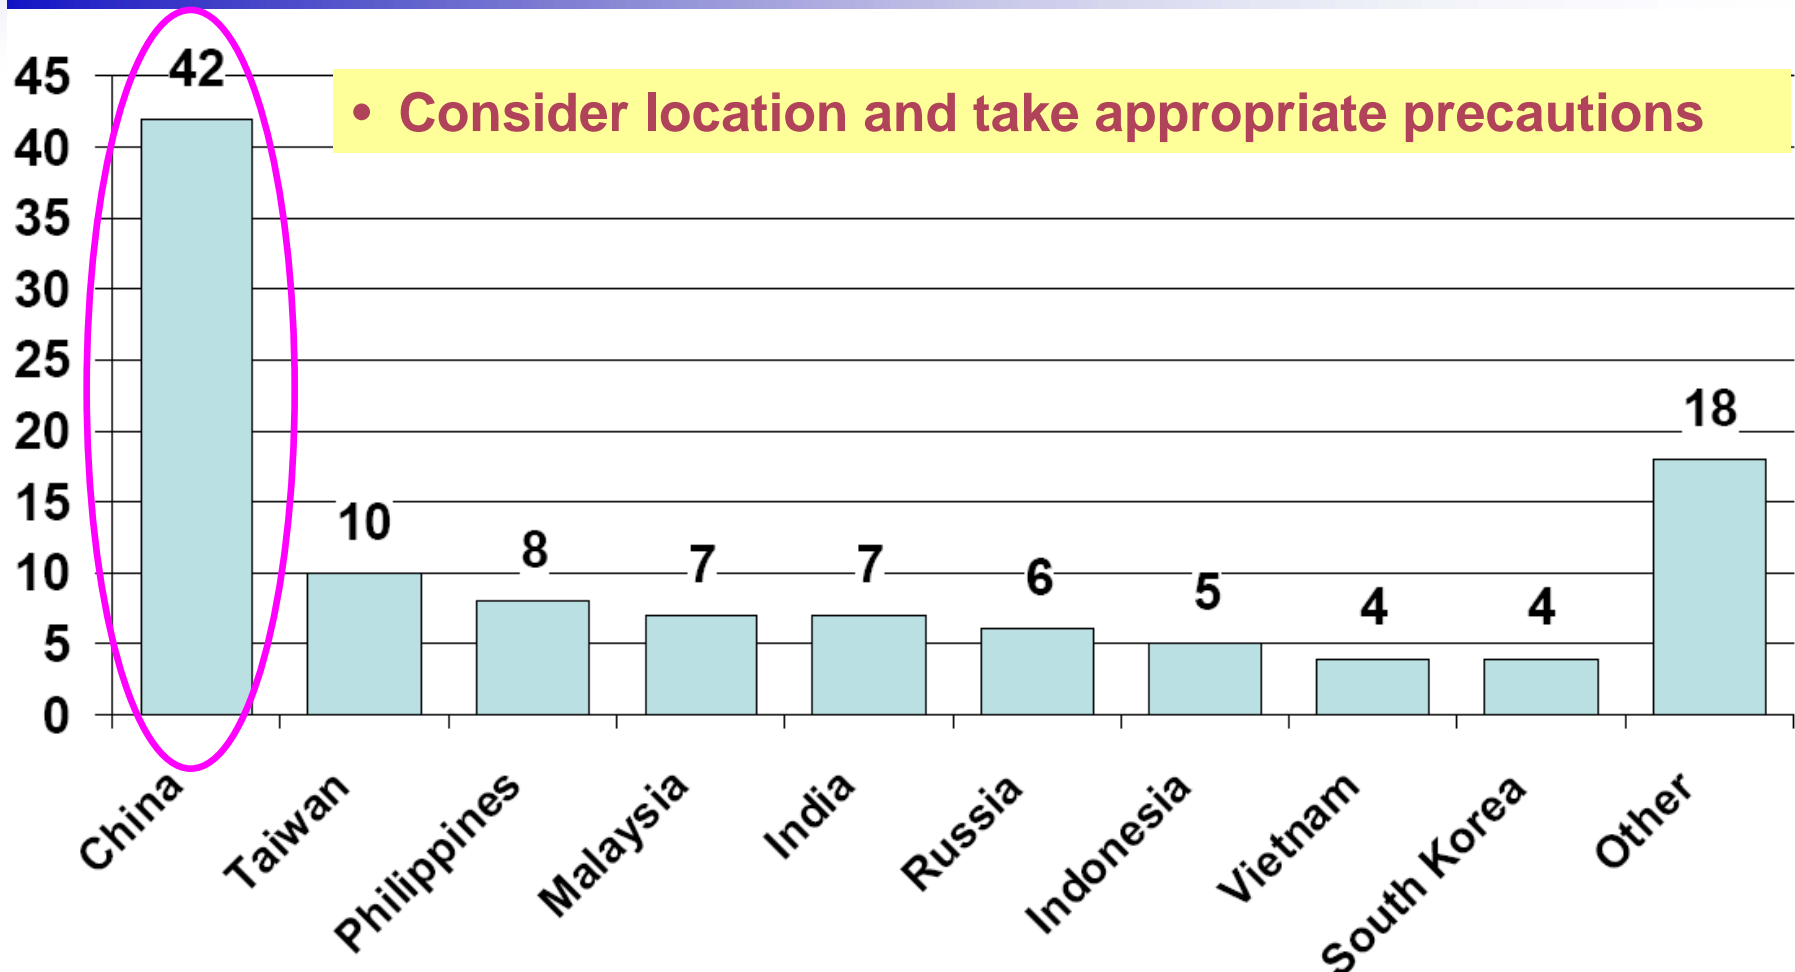 • Consider location and take appropriate precautions
45
40
35
30
25
20
15
10
5
0
42
10
8
7
7
6
5
4
4
18
China
Taiwan
Philippines
Malaysia
India
Russia
Indonesia
Vietnam
South Korea
Other